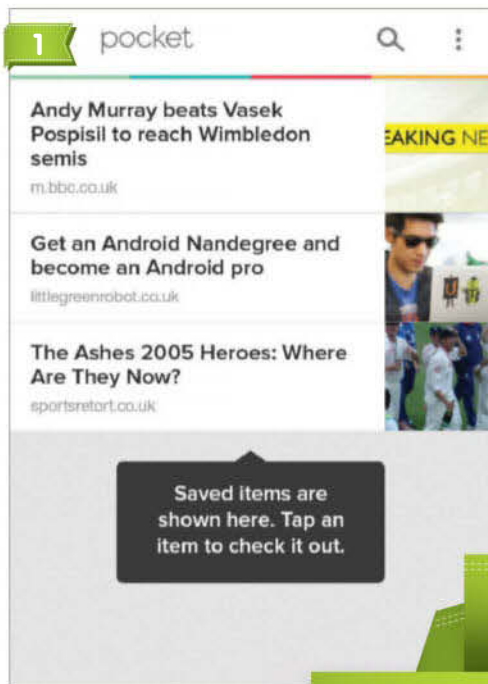 1
pocket
Andy Murray beats Vasek
Pospisil to reach Wimbledon
semis
m.bbc.co.uk
EAKING NE
Get an Android Nandegree and
become an Android pro
littlegreenrobot.co.uk
The Ashes 2005 Heroes: Where
Are They Now?
sportsretort.co.uk
Saved items are
shown here. Tap an
item to check it out.